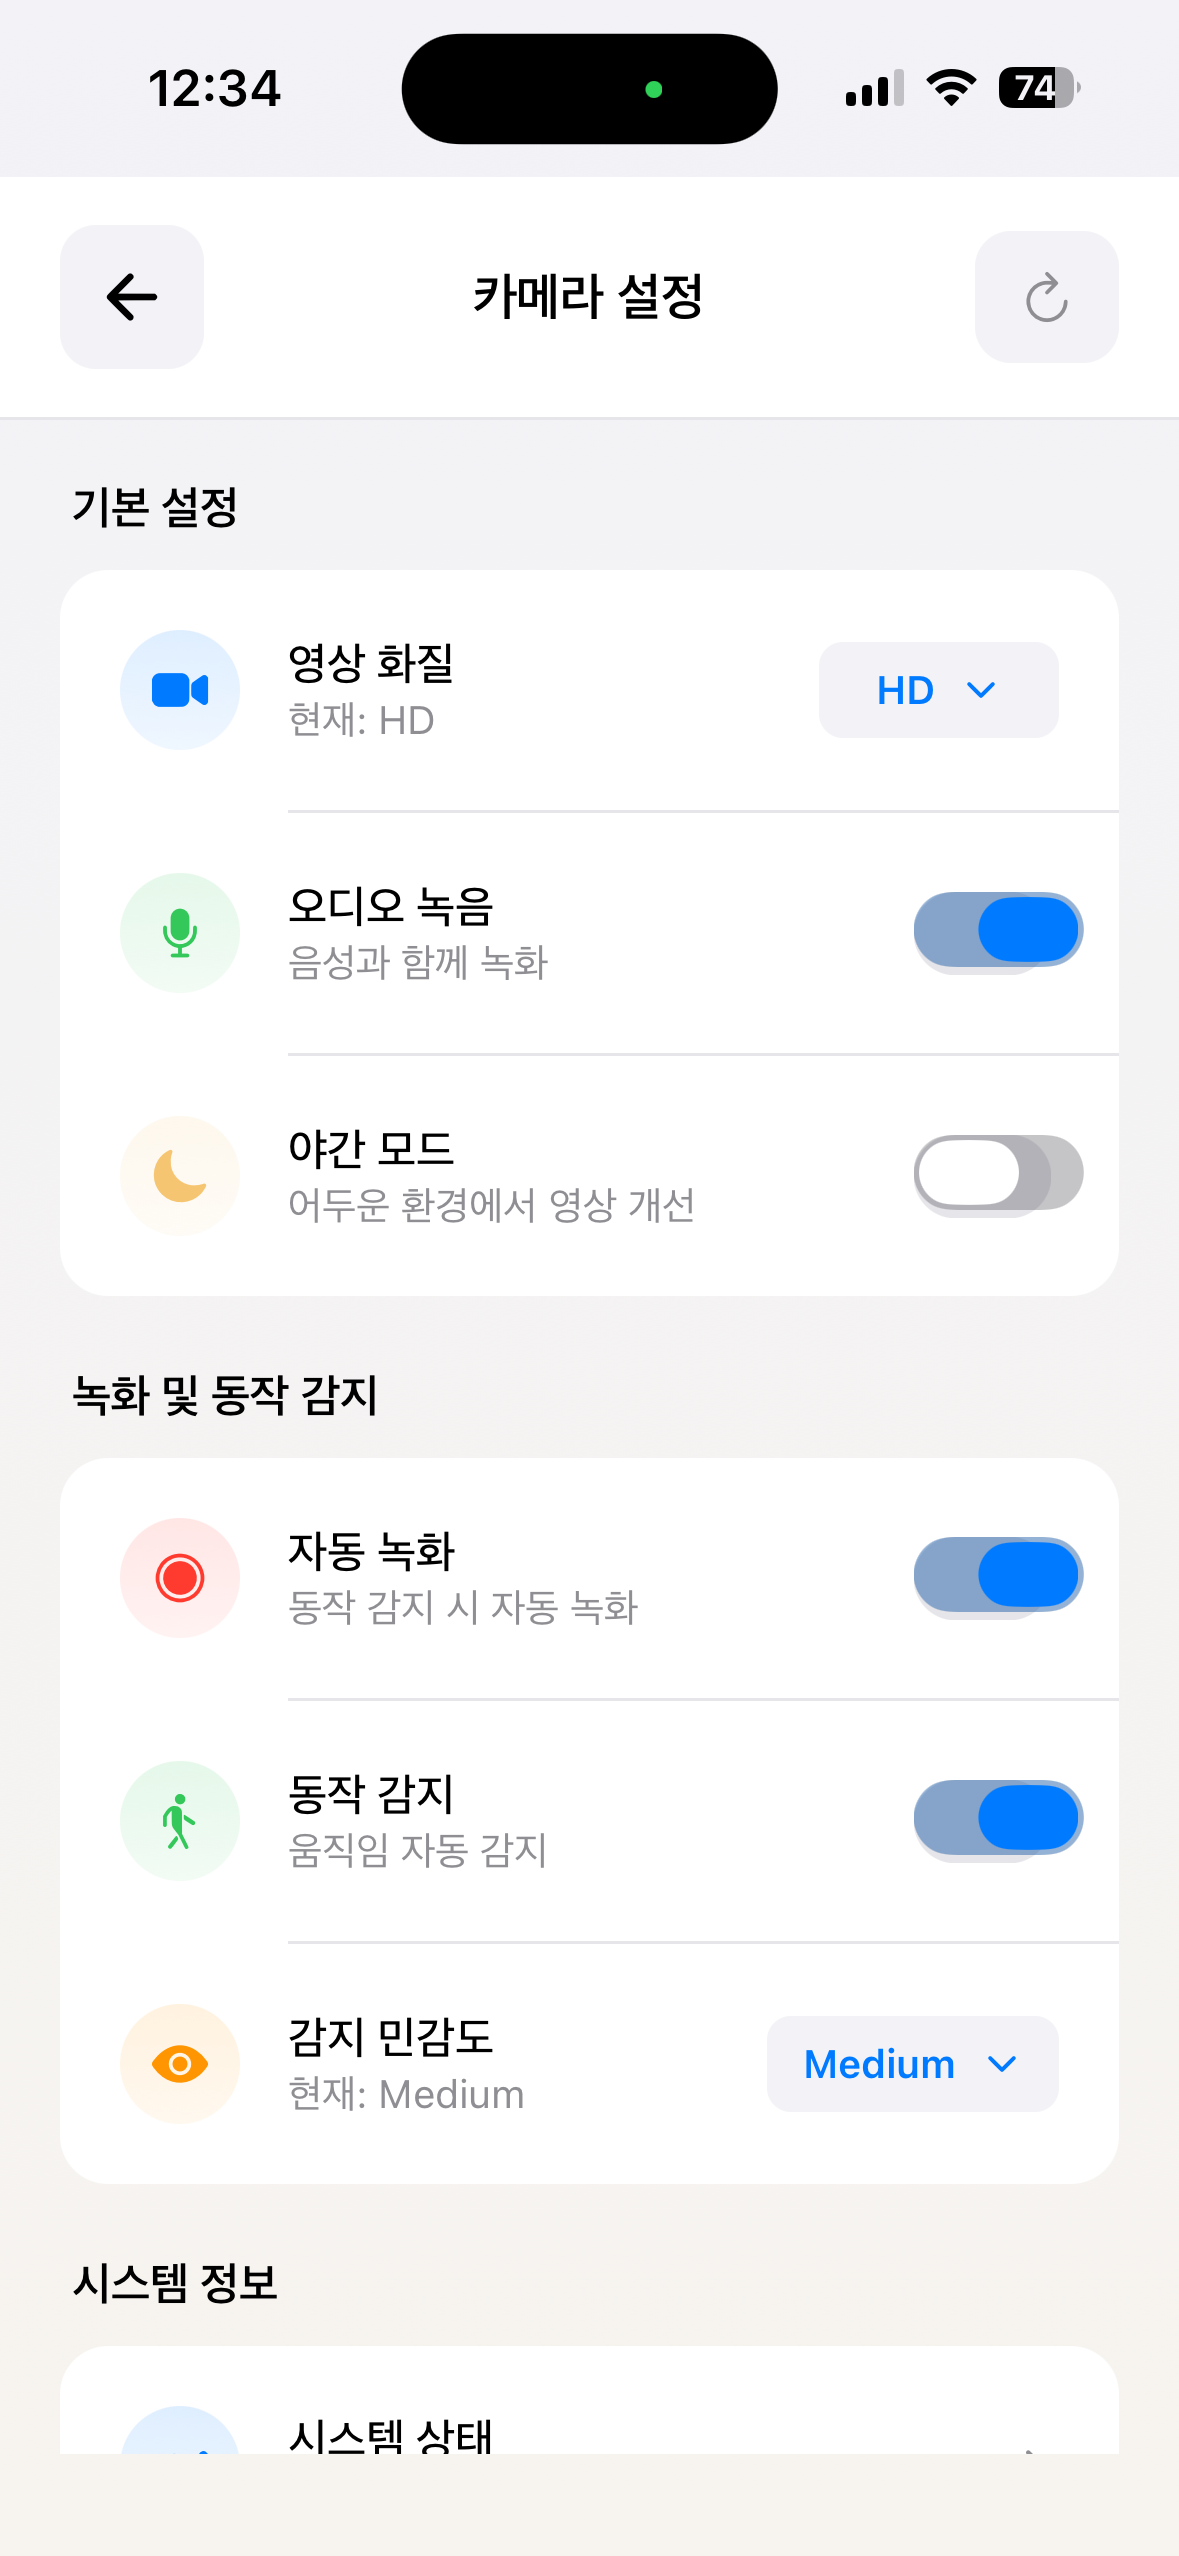 12:34
74
카메라 설정
기본 설정
영상 화질
현재: HD
HD
오디오 녹음
음성과 함께 녹화
야간 모드
어두운 환경에서 영상 개선
녹화 및 동작 감지
자동 녹화
동작 감지 시 자동 녹화
동작 감지
움직임 자동 감지
감지 민감도
현재: Medium
Medium
시스템 정보
시스템 상태